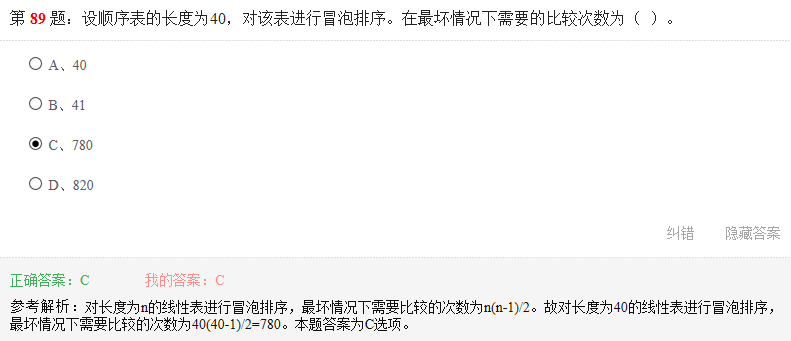 第 89 题：设顺序表的长度为40，对该表进行冒泡排序。在最坏情况下需要的比较次数为（ ）。
A、40
B、41
C、780
D、820
纠错 隐藏答案
正确答案：C 我的答案：C
参考解析：对长度为n的线性表进行冒泡排序，最坏情况下需要比较的次数为n(n-1)/2。故对长度为40的线性表进行冒泡排序，
最坏情况下需要比较的次数为40(40-1)/2=780。本题答案为C选项。